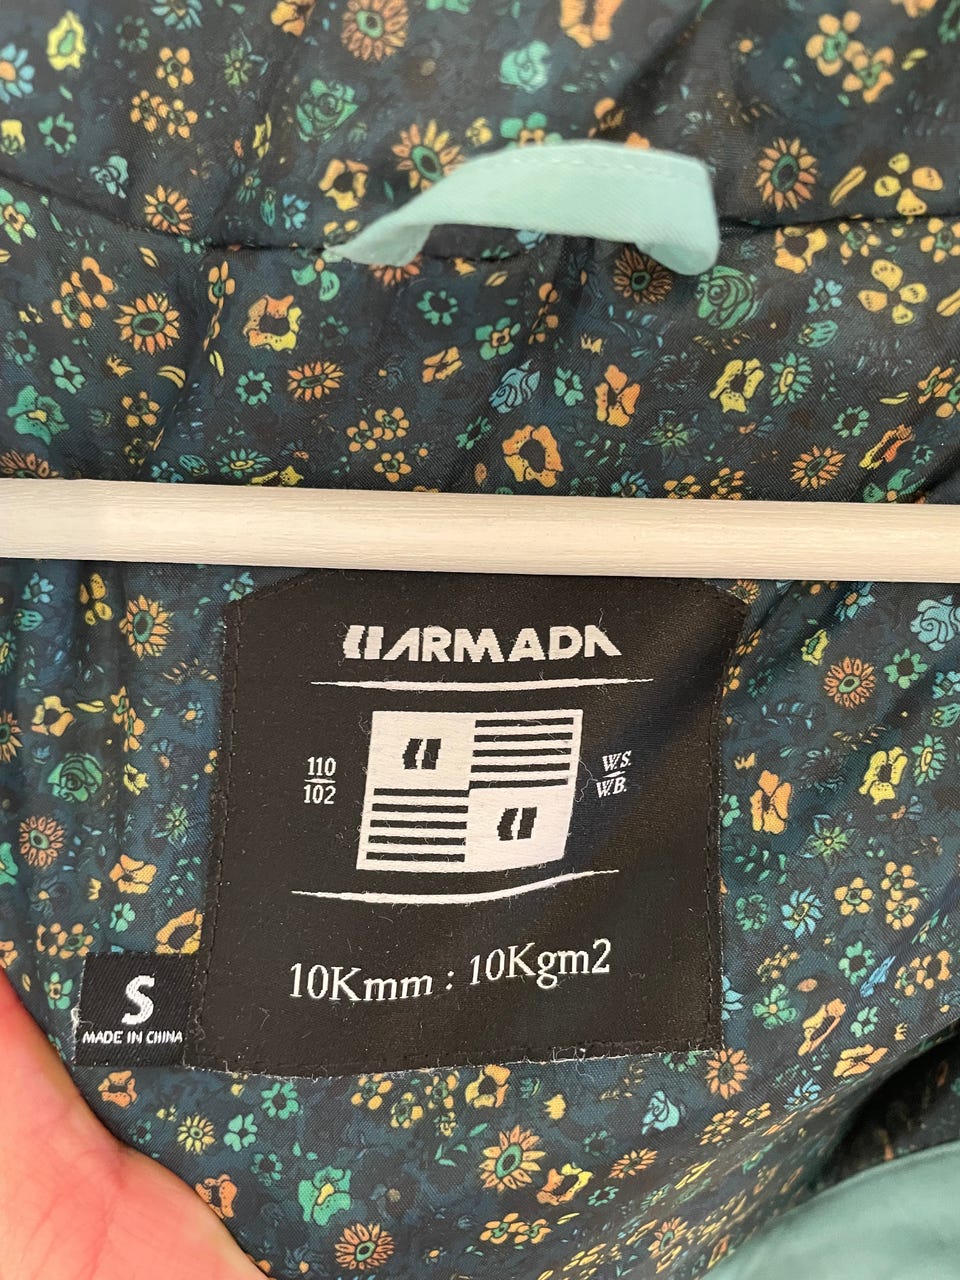 ARMADA
110
102
W.S.
W.B.
10Kmm : 10Kgm2
S
MADE IN CHINA